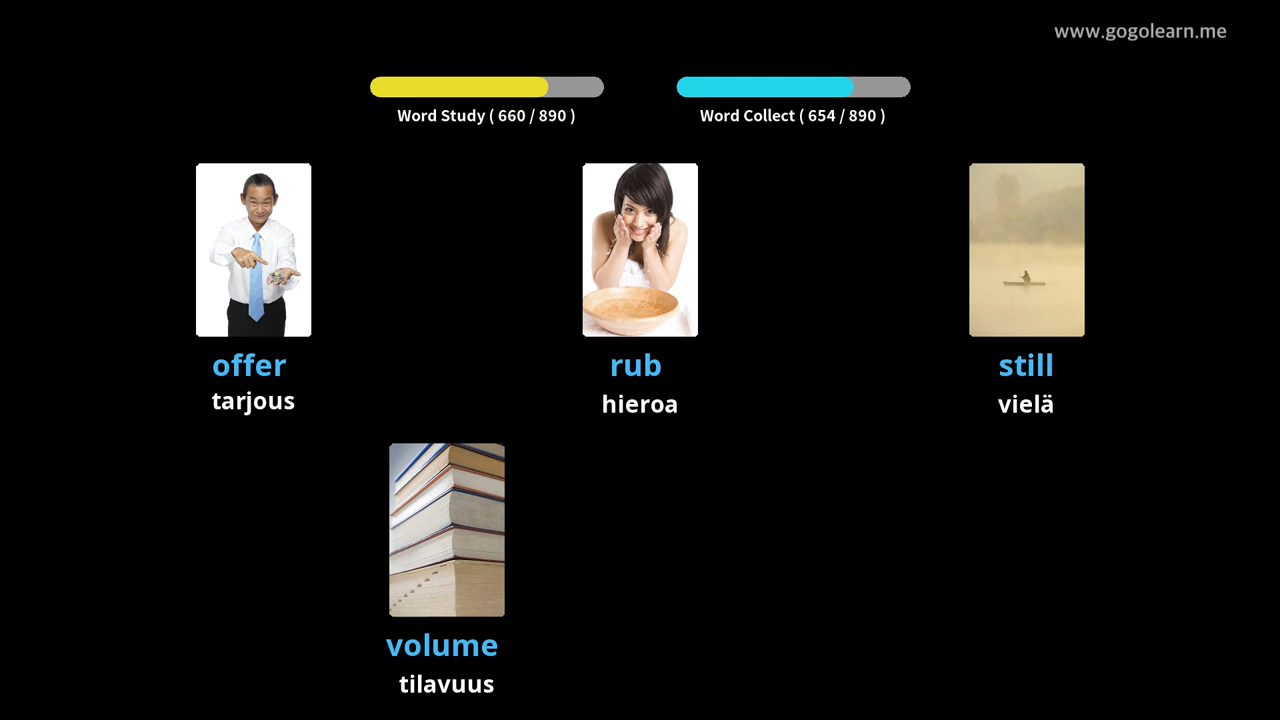 www.gogolearn.me
Word Study ( 660 / 890 )
Word Collect ( 654 / 890 )
offer
tarjous
rub
hieroa
still
vielä
volume
tilavuus